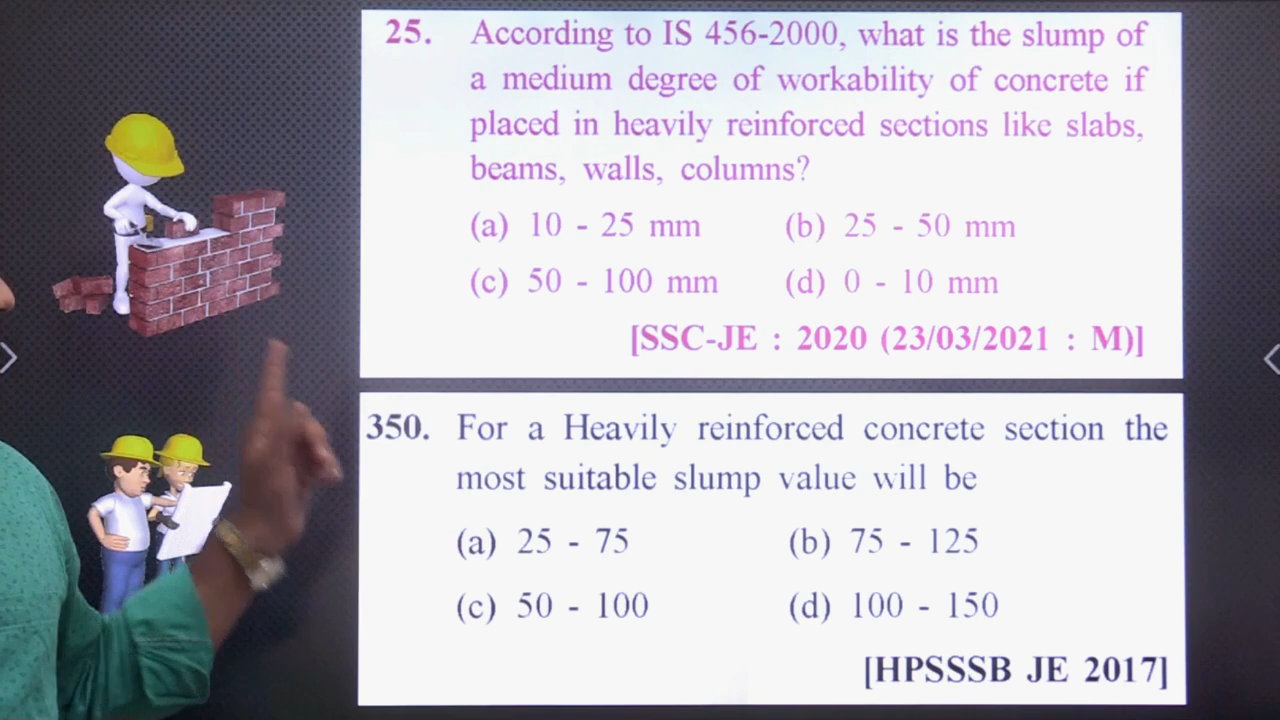 25. According to IS 456-2000, what is the slump of
a medium degree of workability of concrete if
placed in heavily reinforced sections like slabs,
beams, walls, columns?
(a) 10 - 25 mm (b) 25 - 50 mm
(c) 50 - 100 mm (d) 0 - 10 mm
[SSC-JE : 2020 (23/03/2021 : M)]
350. For a Heavily reinforced concrete section the
most suitable slump value will be
(a) 25 - 75 (b) 75 - 125
(c) 50 - 100 (d) 100 - 150
[HPSSSB JE 2017]